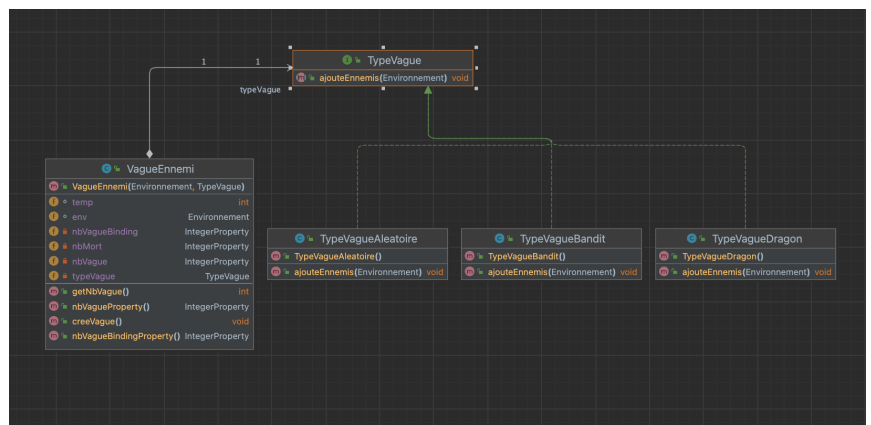 TypeVague
ajouteEnnemis(Environnement) void
1 1
typeVague
VagueEnnemi
VagueEnnemi(Environnement, TypeVague)
temp int
env Environnement
nbVagueBinding IntegerProperty
nbMort IntegerProperty
nbVague IntegerProperty
typeVague TypeVague
getNbVague() int
nbVagueProperty() IntegerProperty
creeVague() void
nbVagueBindingProperty() IntegerProperty
TypeVagueAleatoire
TypeVagueAleatoire()
ajouteEnnemis(Environnement) void
TypeVagueBandit
TypeVagueBandit()
ajouteEnnemis(Environnement) void
TypeVagueDragon
TypeVagueDragon()
ajouteEnnemis(Environnement) void